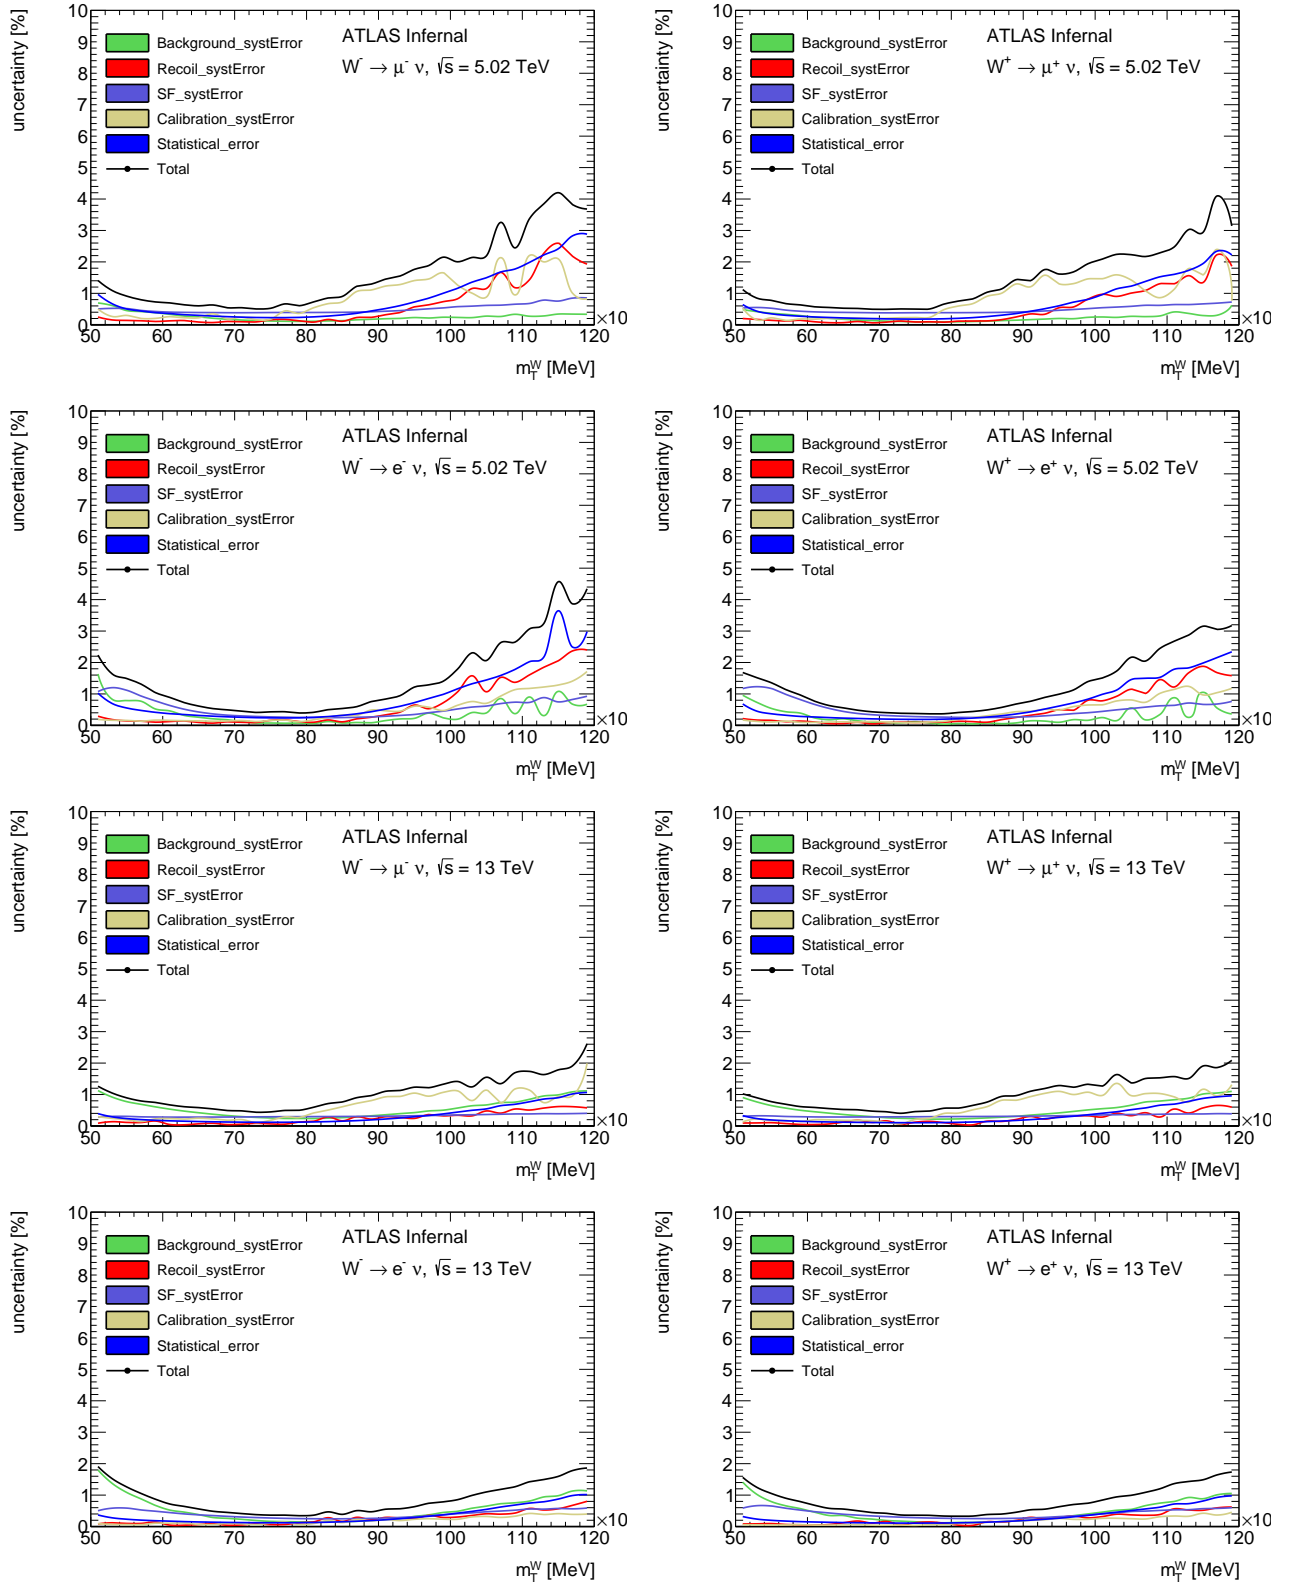 uncertainty [%]
10
9
8
7
6
5
4
3
2
1
0
Background_systError
Recoil_systError
SF_systError
Calibration_systError
Statistical_error
Total
ATLAS Infernal
W⁻ → μ⁻ ν, √s = 5.02 TeV
50 60 70 80 90 100 110 120
×10
m_T^W [MeV]
uncertainty [%]
10
9
8
7
6
5
4
3
2
1
0
Background_systError
Recoil_systError
SF_systError
Calibration_systError
Statistical_error
Total
ATLAS Infernal
W⁺ → μ⁺ ν, √s = 5.02 TeV
50 60 70 80 90 100 110 120
×10
m_T^W [MeV]
uncertainty [%]
10
9
8
7
6
5
4
3
2
1
0
Background_systError
Recoil_systError
SF_systError
Calibration_systError
Statistical_error
Total
ATLAS Infernal
W⁻ → e⁻ ν, √s = 5.02 TeV
50 60 70 80 90 100 110 120
×10
m_T^W [MeV]
uncertainty [%]
10
9
8
7
6
5
4
3
2
1
0
Background_systError
Recoil_systError
SF_systError
Calibration_systError
Statistical_error
Total
ATLAS Infernal
W⁺ → e⁺ ν, √s = 5.02 TeV
50 60 70 80 90 100 110 120
×10
m_T^W [MeV]
uncertainty [%]
10
9
8
7
6
5
4
3
2
1
0
Background_systError
Recoil_systError
SF_systError
Calibration_systError
Statistical_error
Total
ATLAS Infernal
W⁻ → μ⁻ ν, √s = 13 TeV
50 60 70 80 90 100 110 120
×10
m_T^W [MeV]
uncertainty [%]
10
9
8
7
6
5
4
3
2
1
0
Background_systError
Recoil_systError
SF_systError
Calibration_systError
Statistical_error
Total
ATLAS Infernal
W⁺ → μ⁺ ν, √s = 13 TeV
50 60 70 80 90 100 110 120
×10
m_T^W [MeV]
uncertainty [%]
10
9
8
7
6
5
4
3
2
1
0
Background_systError
Recoil_systError
SF_systError
Calibration_systError
Statistical_error
Total
ATLAS Infernal
W⁻ → e⁻ ν, √s = 13 TeV
50 60 70 80 90 100 110 120
×10
m_T^W [MeV]
uncertainty [%]
10
9
8
7
6
5
4
3
2
1
0
Background_systError
Recoil_systError
SF_systError
Calibration_systError
Statistical_error
Total
ATLAS Infernal
W⁺ → e⁺ ν, √s = 13 TeV
50 60 70 80 90 100 110 120
×10
m_T^W [MeV]